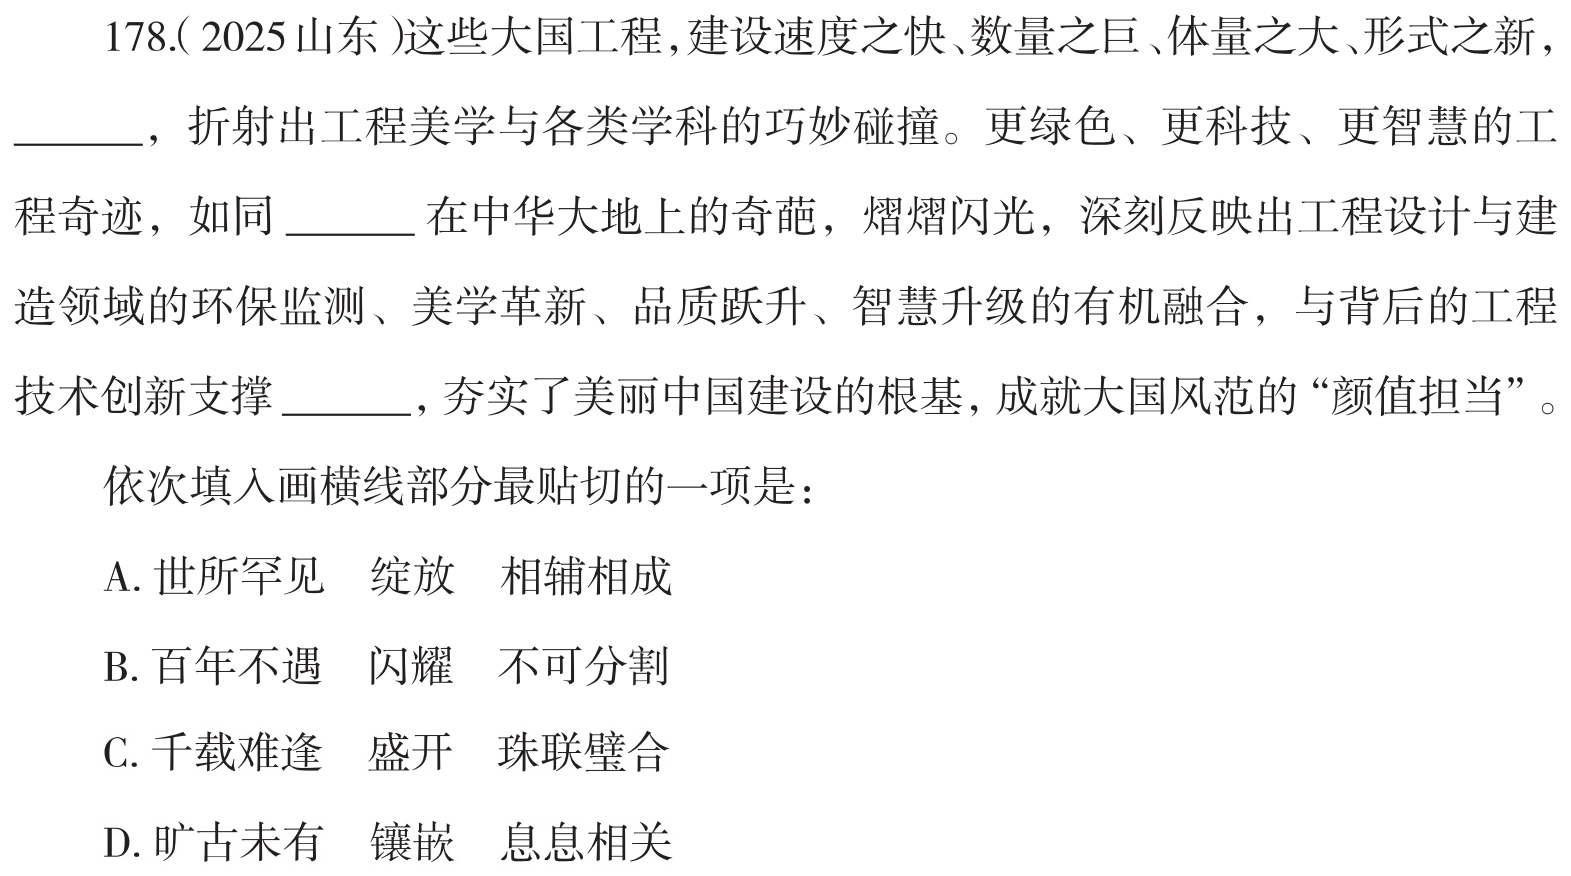 178.( 2025山东 )这些大国工程,建设速度之快、数量之巨、体量之大、形式之新,
______，折射出工程美学与各类学科的巧妙碰撞。更绿色、更科技、更智慧的工
程奇迹，如同 ______ 在中华大地上的奇葩，熠熠闪光，深刻反映出工程设计与建
造领域的环保监测、美学革新、品质跃升、智慧升级的有机融合，与背后的工程
技术创新支撑 ______, 夯实了美丽中国建设的根基, 成就大国风范的 “颜值担当” 。
依次填入画横线部分最贴切的一项是：
A. 世所罕见 绽放 相辅相成
B. 百年不遇 闪耀 不可分割
C. 千载难逢 盛开 珠联璧合
D. 旷古未有 镶嵌 息息相关